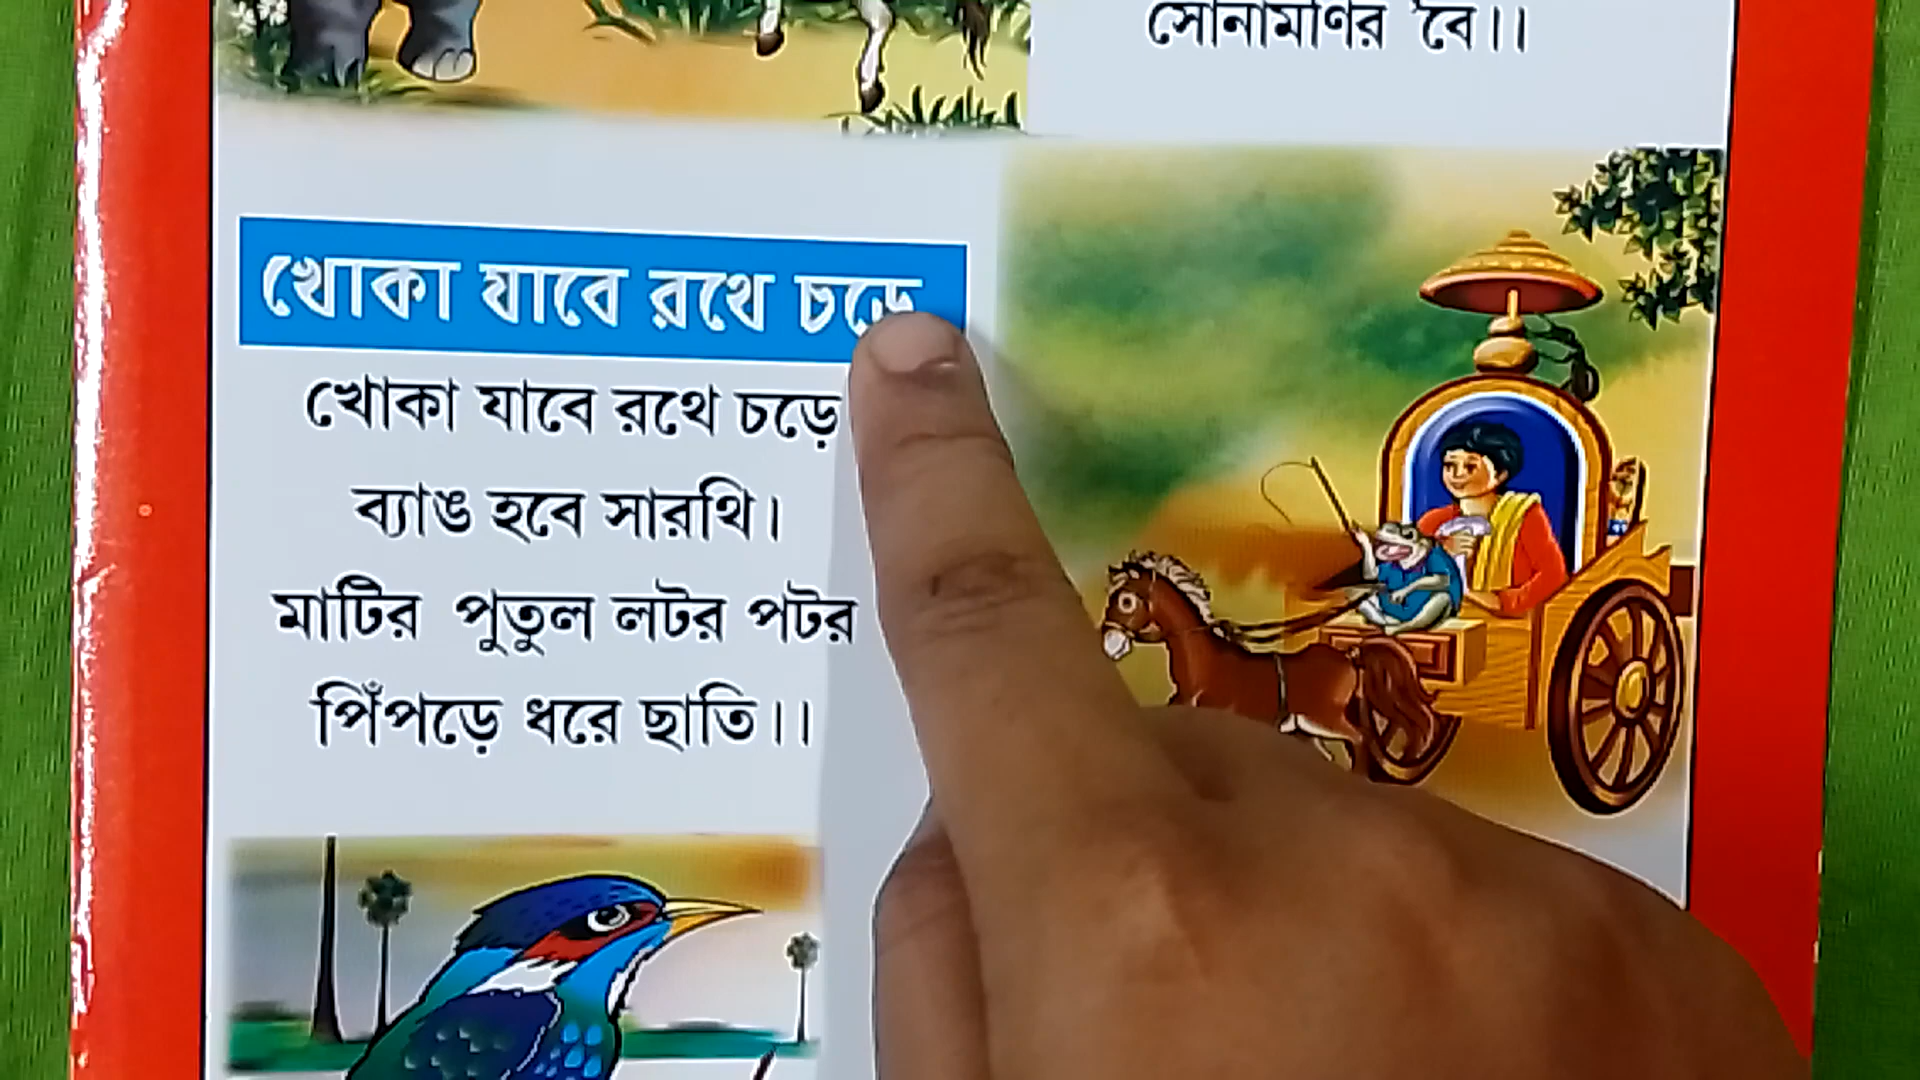 সোনামণির বৈ।।
খোকা যাবে রথে চড়ে
খোকা যাবে রথে চড়ে
ব্যাঙ হবে সারথি।
মাটির পুতুল লটর পটর
পিঁপড়ে ধরে ছাতি।।